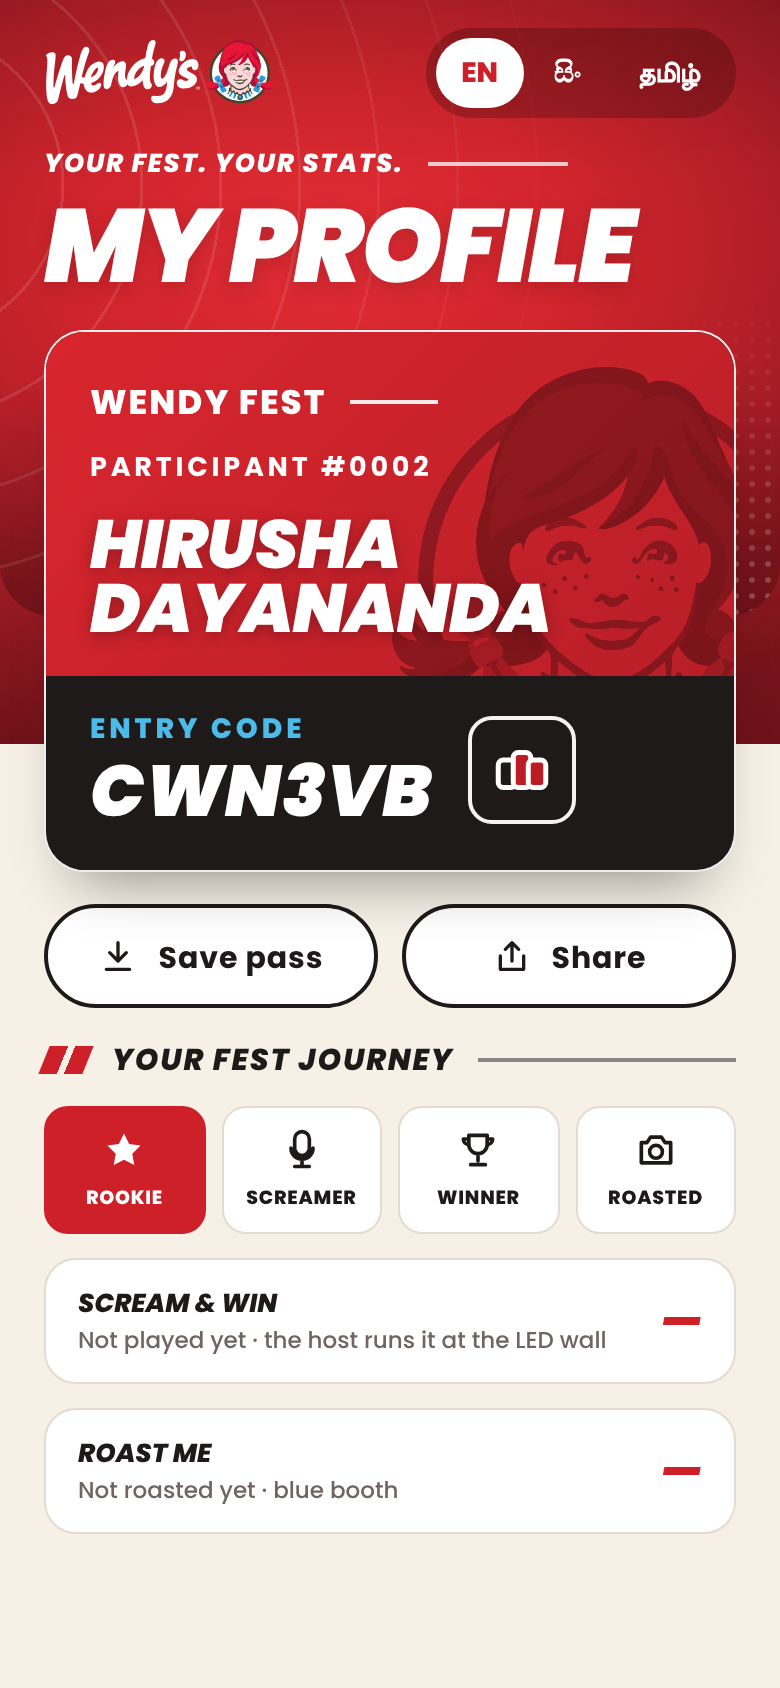 Wendy's
EN සිං தமிழ்
YOUR FEST. YOUR STATS.
MY PROFILE
WENDY FEST
PARTICIPANT #0002
HIRUSHA
DAYANANDA
ENTRY CODE
CWN3VB
Save pass
Share
YOUR FEST JOURNEY
ROOKIE
SCREAMER
WINNER
ROASTED
SCREAM & WIN
Not played yet · the host runs it at the LED wall
ROAST ME
Not roasted yet · blue booth